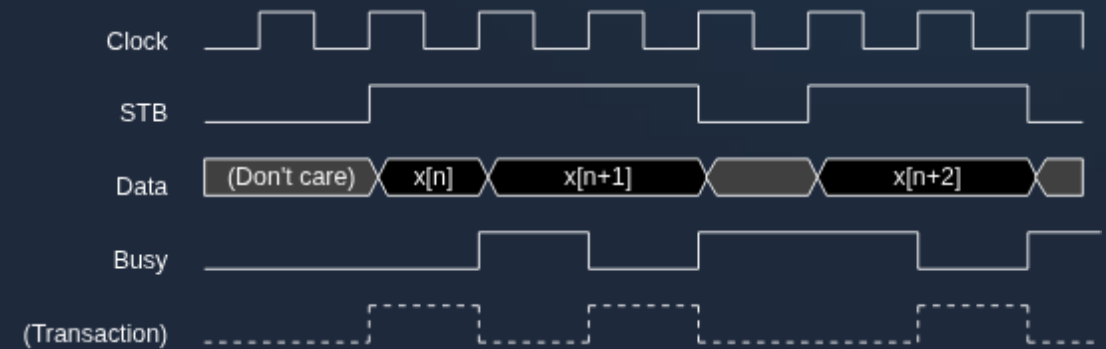 Clock
STB
Data (Don't care) x[n] x[n+1] x[n+2]
Busy
(Transaction)